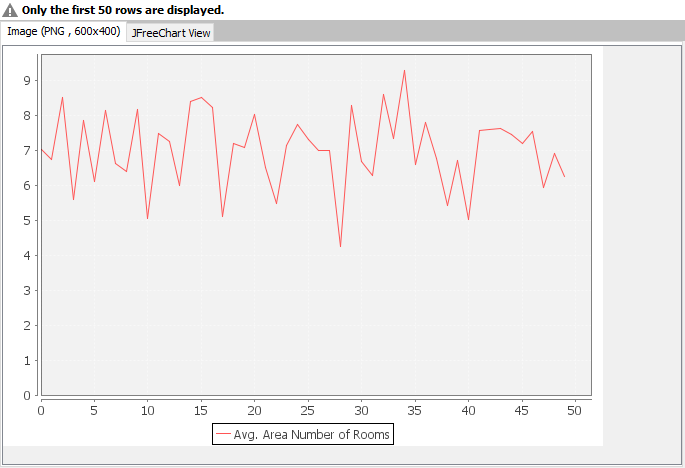 Only the first 50 rows are displayed.
Image (PNG , 600x400) JFreeChart View
9
8
7
6
5
4
3
2
1
0
0 5 10 15 20 25 30 35 40 45 50
Avg. Area Number of Rooms